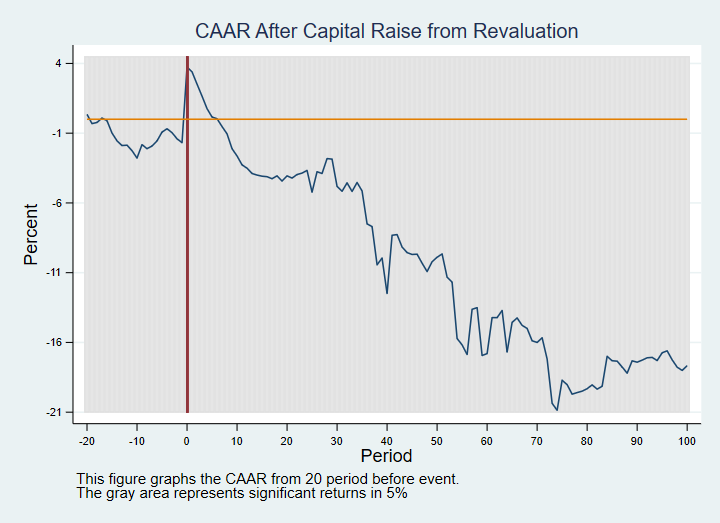 CAAR After Capital Raise from Revaluation
Percent
4
-1
-6
-11
-16
-21
-20 -10 0 10 20 30 40 50 60 70 80 90 100
Period
This figure graphs the CAAR from 20 period before event.
The gray area represents significant returns in 5%